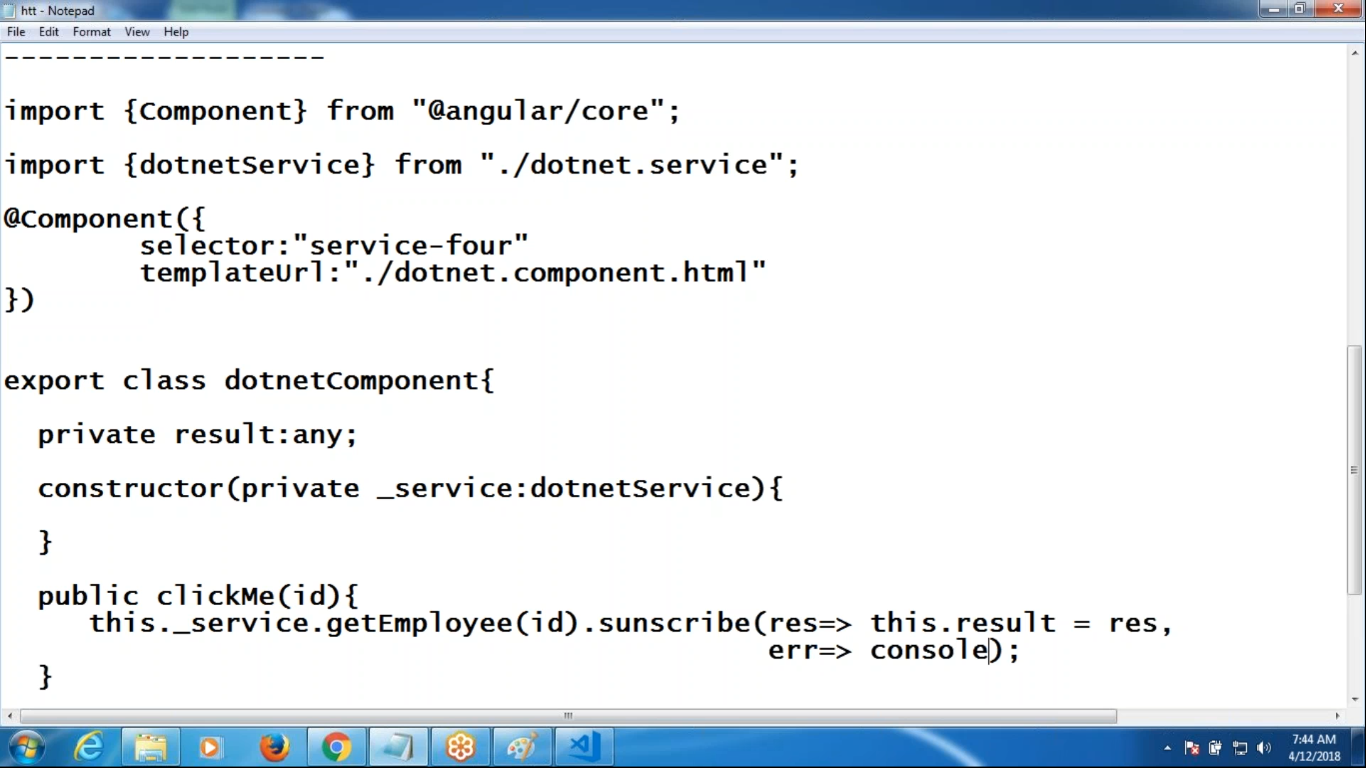 htt - Notepad
File Edit Format View Help
-------------------
import {Component} from "@angular/core";
import {dotnetService} from "./dotnet.service";
@Component({
selector:"service-four"
templateUrl:"./dotnet.component.html"
})
export class dotnetComponent{
private result:any;
constructor(private _service:dotnetService){
}
public clickMe(id){
this._service.getEmployee(id).sunscribe(res=> this.result = res,
err=> console);
}
7:44 AM
4/12/2018